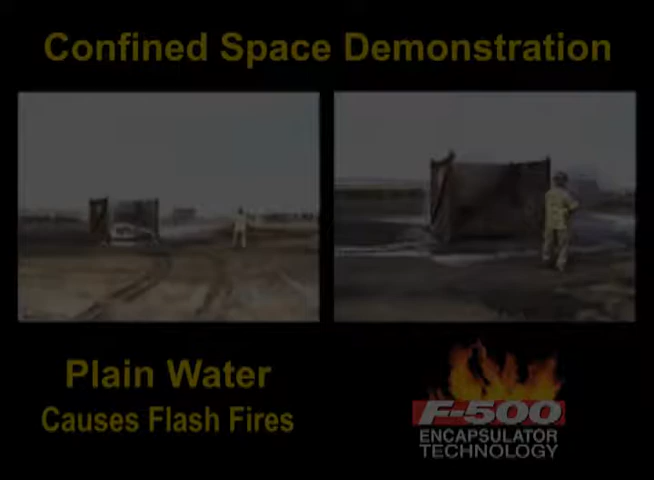 Confined Space Demonstration
Plain Water
Causes Flash Fires
F-500
ENCAPSULATOR
TECHNOLOGY